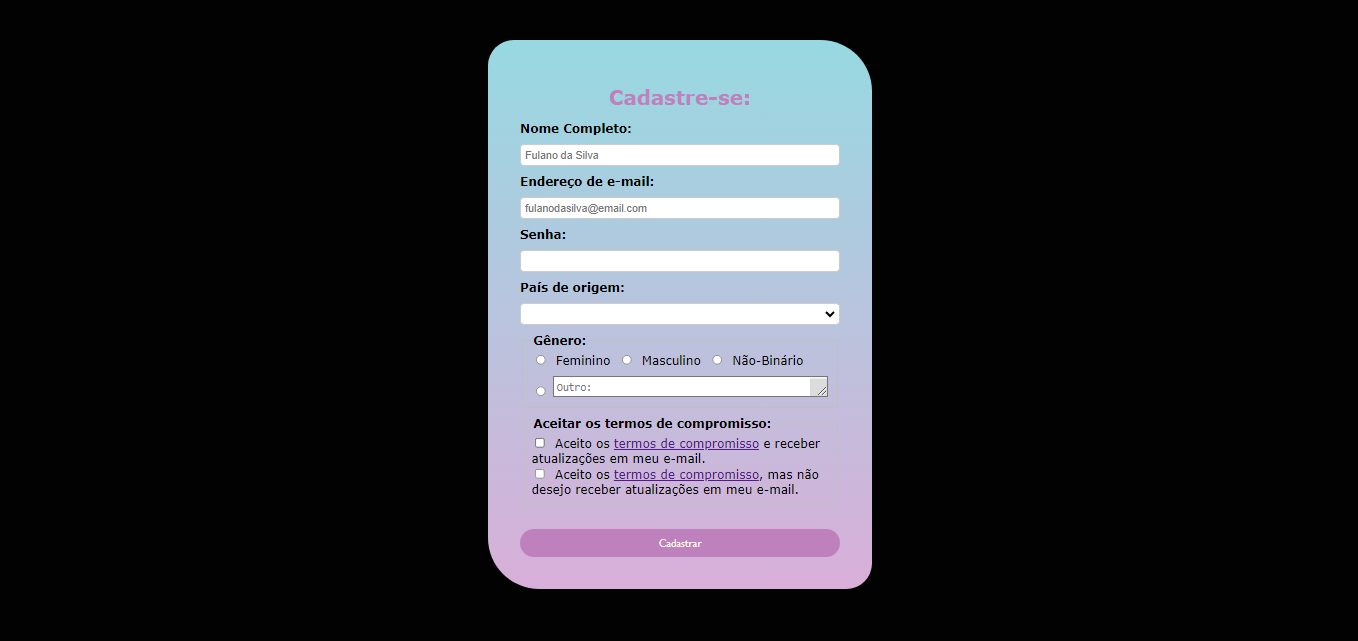 Cadastre-se:
Nome Completo:
Fulano da Silva
Endereço de e-mail:
fulanodasilva@email.com
Senha:
País de origem:
Gênero:
Feminino Masculino Não-Binário
Outro:
Aceitar os termos de compromisso:
Aceito os termos de compromisso e receber
atualizações em meu e-mail.
Aceito os termos de compromisso, mas não
desejo receber atualizações em meu e-mail.
Cadastrar